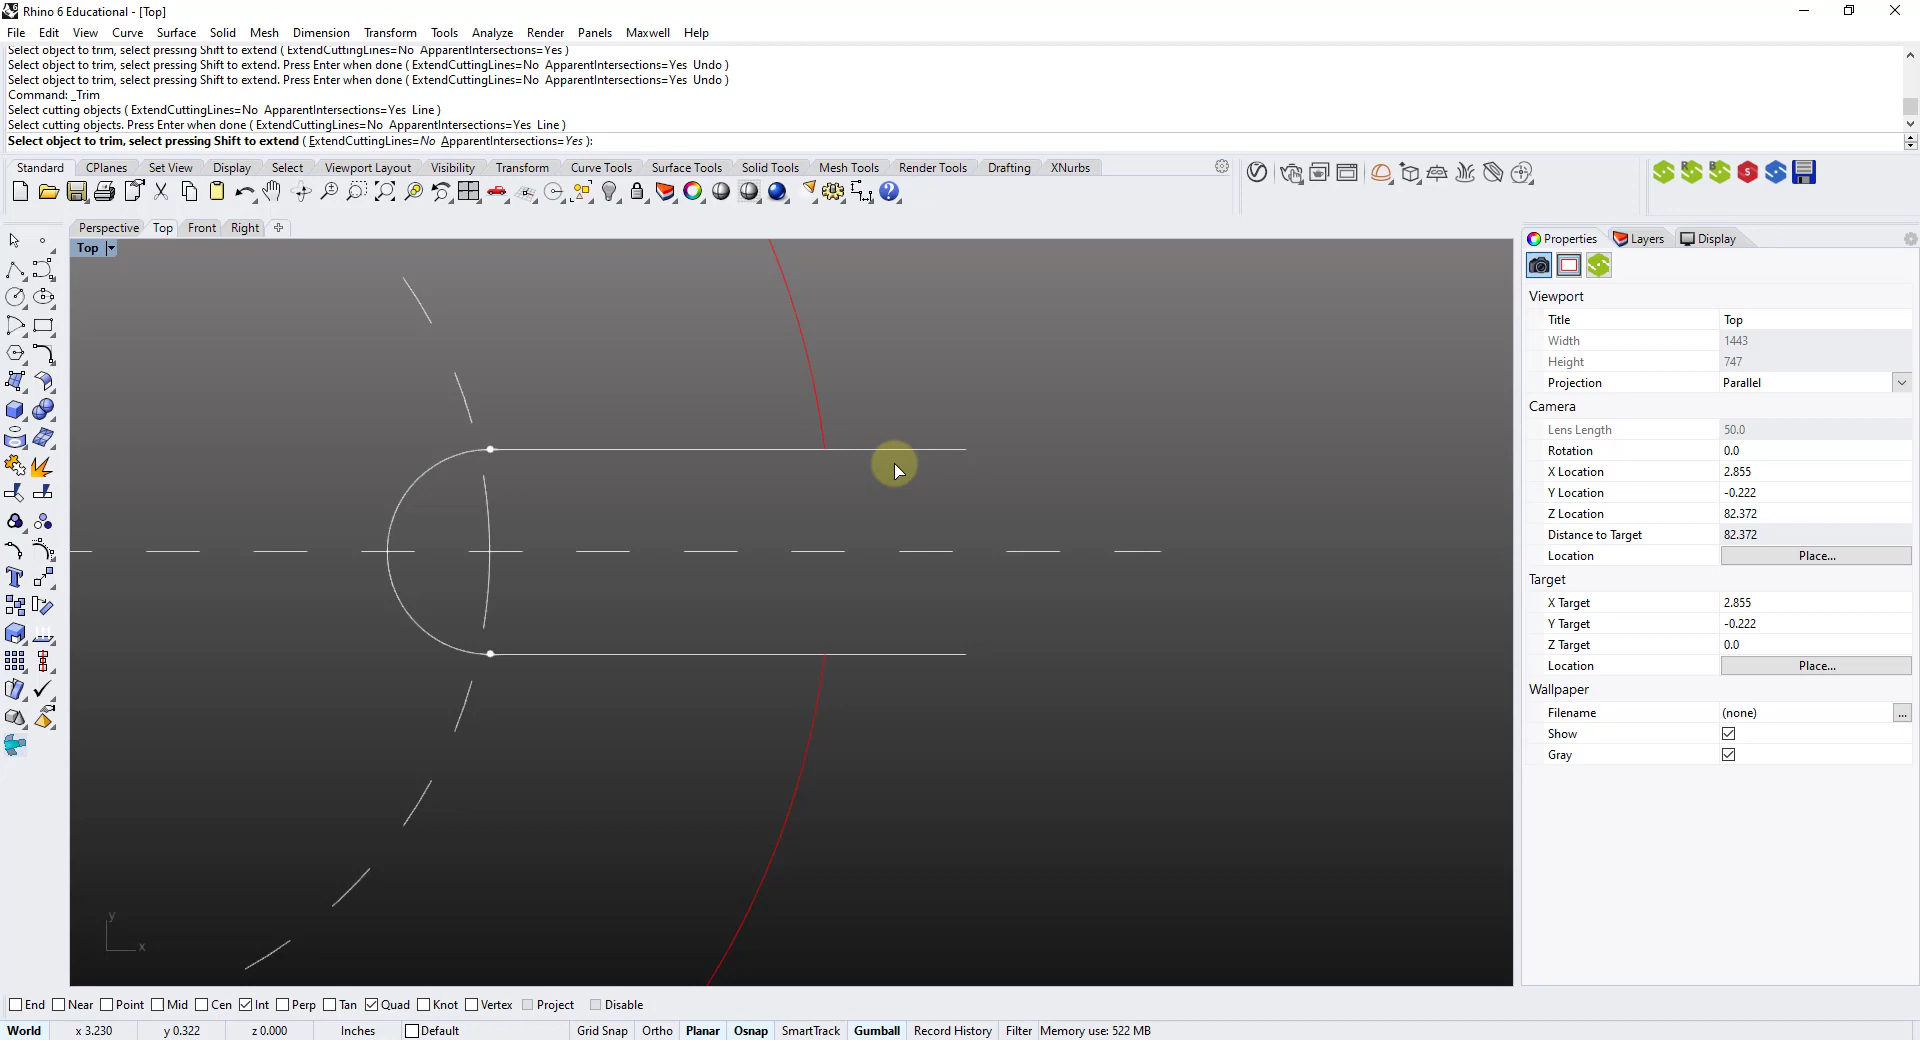 Rhino 6 Educational - [Top]
File Edit View Curve Surface Solid Mesh Dimension Transform Tools Analyze Render Panels Maxwell Help
Select object to trim, select pressing Shift to extend ( ExtendCuttingLines=No ApparentIntersections=Yes )
Select object to trim, select pressing Shift to extend. Press Enter when done ( ExtendCuttingLines=No ApparentIntersections=Yes Undo )
Select object to trim, select pressing Shift to extend. Press Enter when done ( ExtendCuttingLines=No ApparentIntersections=Yes Undo )
Command: _Trim
Select cutting objects ( ExtendCuttingLines=No ApparentIntersections=Yes Line )
Select cutting objects. Press Enter when done ( ExtendCuttingLines=No ApparentIntersections=Yes Line )
Select object to trim, select pressing Shift to extend ( ExtendCuttingLines=No ApparentIntersections=Yes ):
Standard CPlanes Set View Display Select Viewport Layout Visibility Transform Curve Tools Surface Tools Solid Tools Mesh Tools Render Tools Drafting XNurbs
Perspective Top Front Right
Top
Properties Layers Display
Viewport
Title Top
Width 1443
Height 747
Projection Parallel
Camera
Lens Length 50.0
Rotation 0.0
X Location 2.855
Y Location -0.222
Z Location 82.372
Distance to Target 82.372
Location Place...
Target
X Target 2.855
Y Target -0.222
Z Target 0.0
Location Place...
Wallpaper
Filename (none) ...
Show
Gray
y
x
End Near Point Mid Cen Int Perp Tan Quad Knot Vertex Project Disable
World x 3.230 y 0.322 z 0.000 Inches Default Grid Snap Ortho Planar Osnap SmartTrack Gumball Record History Filter Memory use: 522 MB